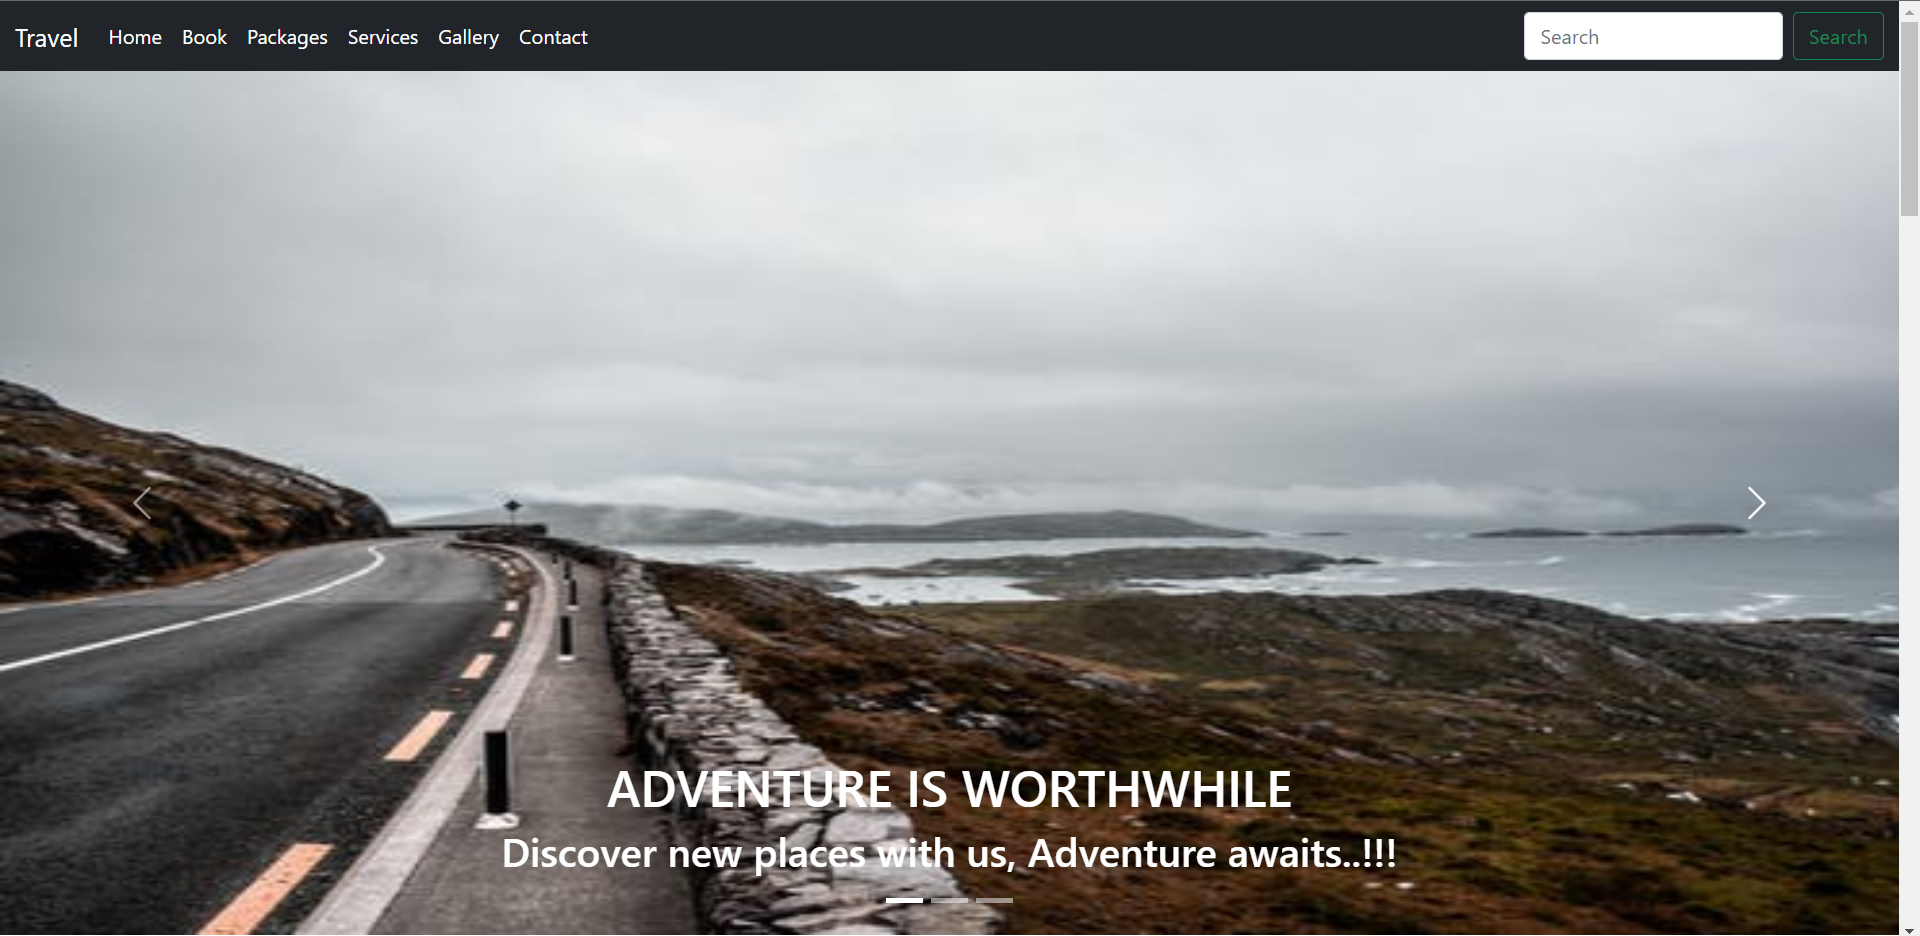 Travel Home Book Packages Services Gallery Contact Search Search
ADVENTURE IS WORTHWHILE
Discover new places with us, Adventure awaits..!!!